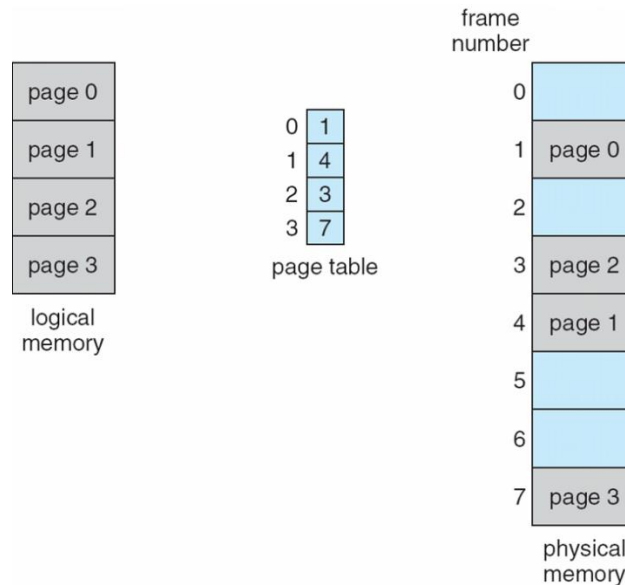 page 0
page 1
page 2
page 3
logical
memory
0 1
1 4
2 3
3 7
page table
frame
number
0
1 page 0
2
3 page 2
4 page 1
5
6
7 page 3
physical
memory